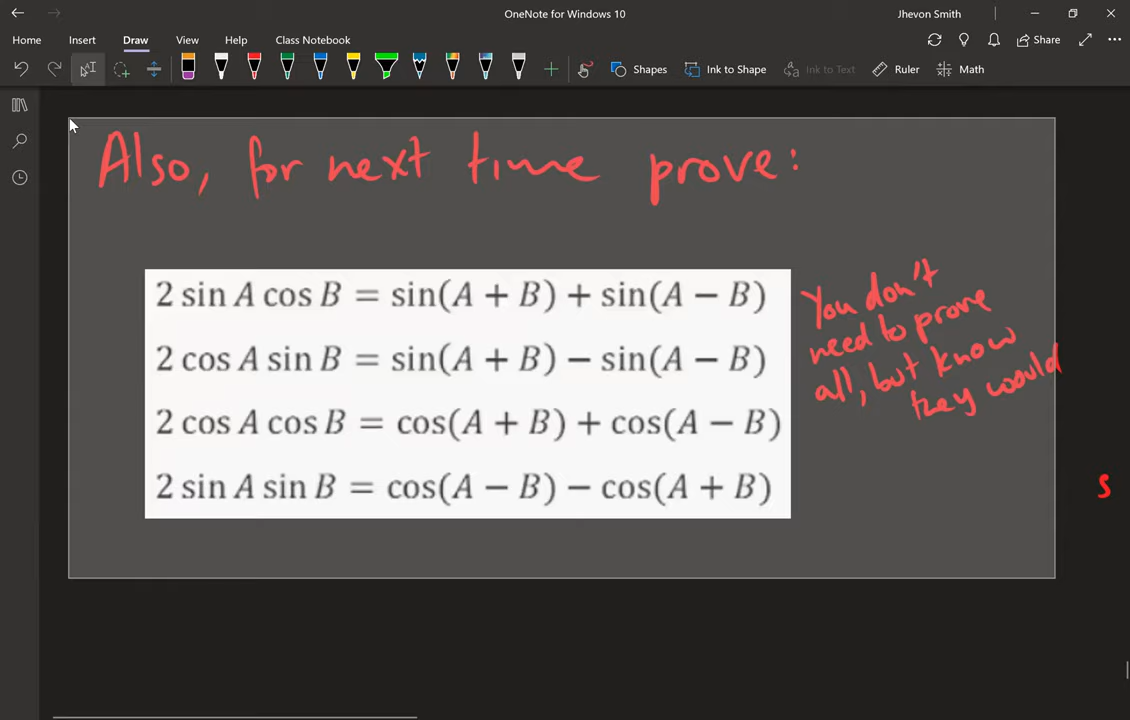 OneNote for Windows 10
Jhevon Smith
Home Insert Draw View Help Class Notebook
Share
Shapes Ink to Shape Ink to Text Ruler Math
Also, for next time prove:
2 sin A cos B = sin(A + B) + sin(A − B)
2 cos A sin B = sin(A + B) − sin(A − B)
2 cos A cos B = cos(A + B) + cos(A − B)
2 sin A sin B = cos(A − B) − cos(A + B)
You don't
need to prove
all, but know
they would
s